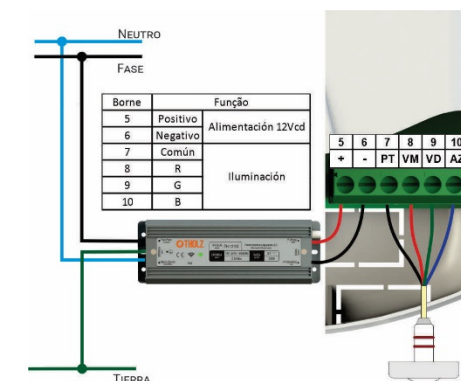 NEUTRO
FASE
Borne Función
5 Positivo Alimentación 12Vcd
6 Negativo
7 Común Iluminación
8 R
9 G
10 B
5 6 7 8 9 10
+ - PT VM VD AZ
THOLZ
TIERRA